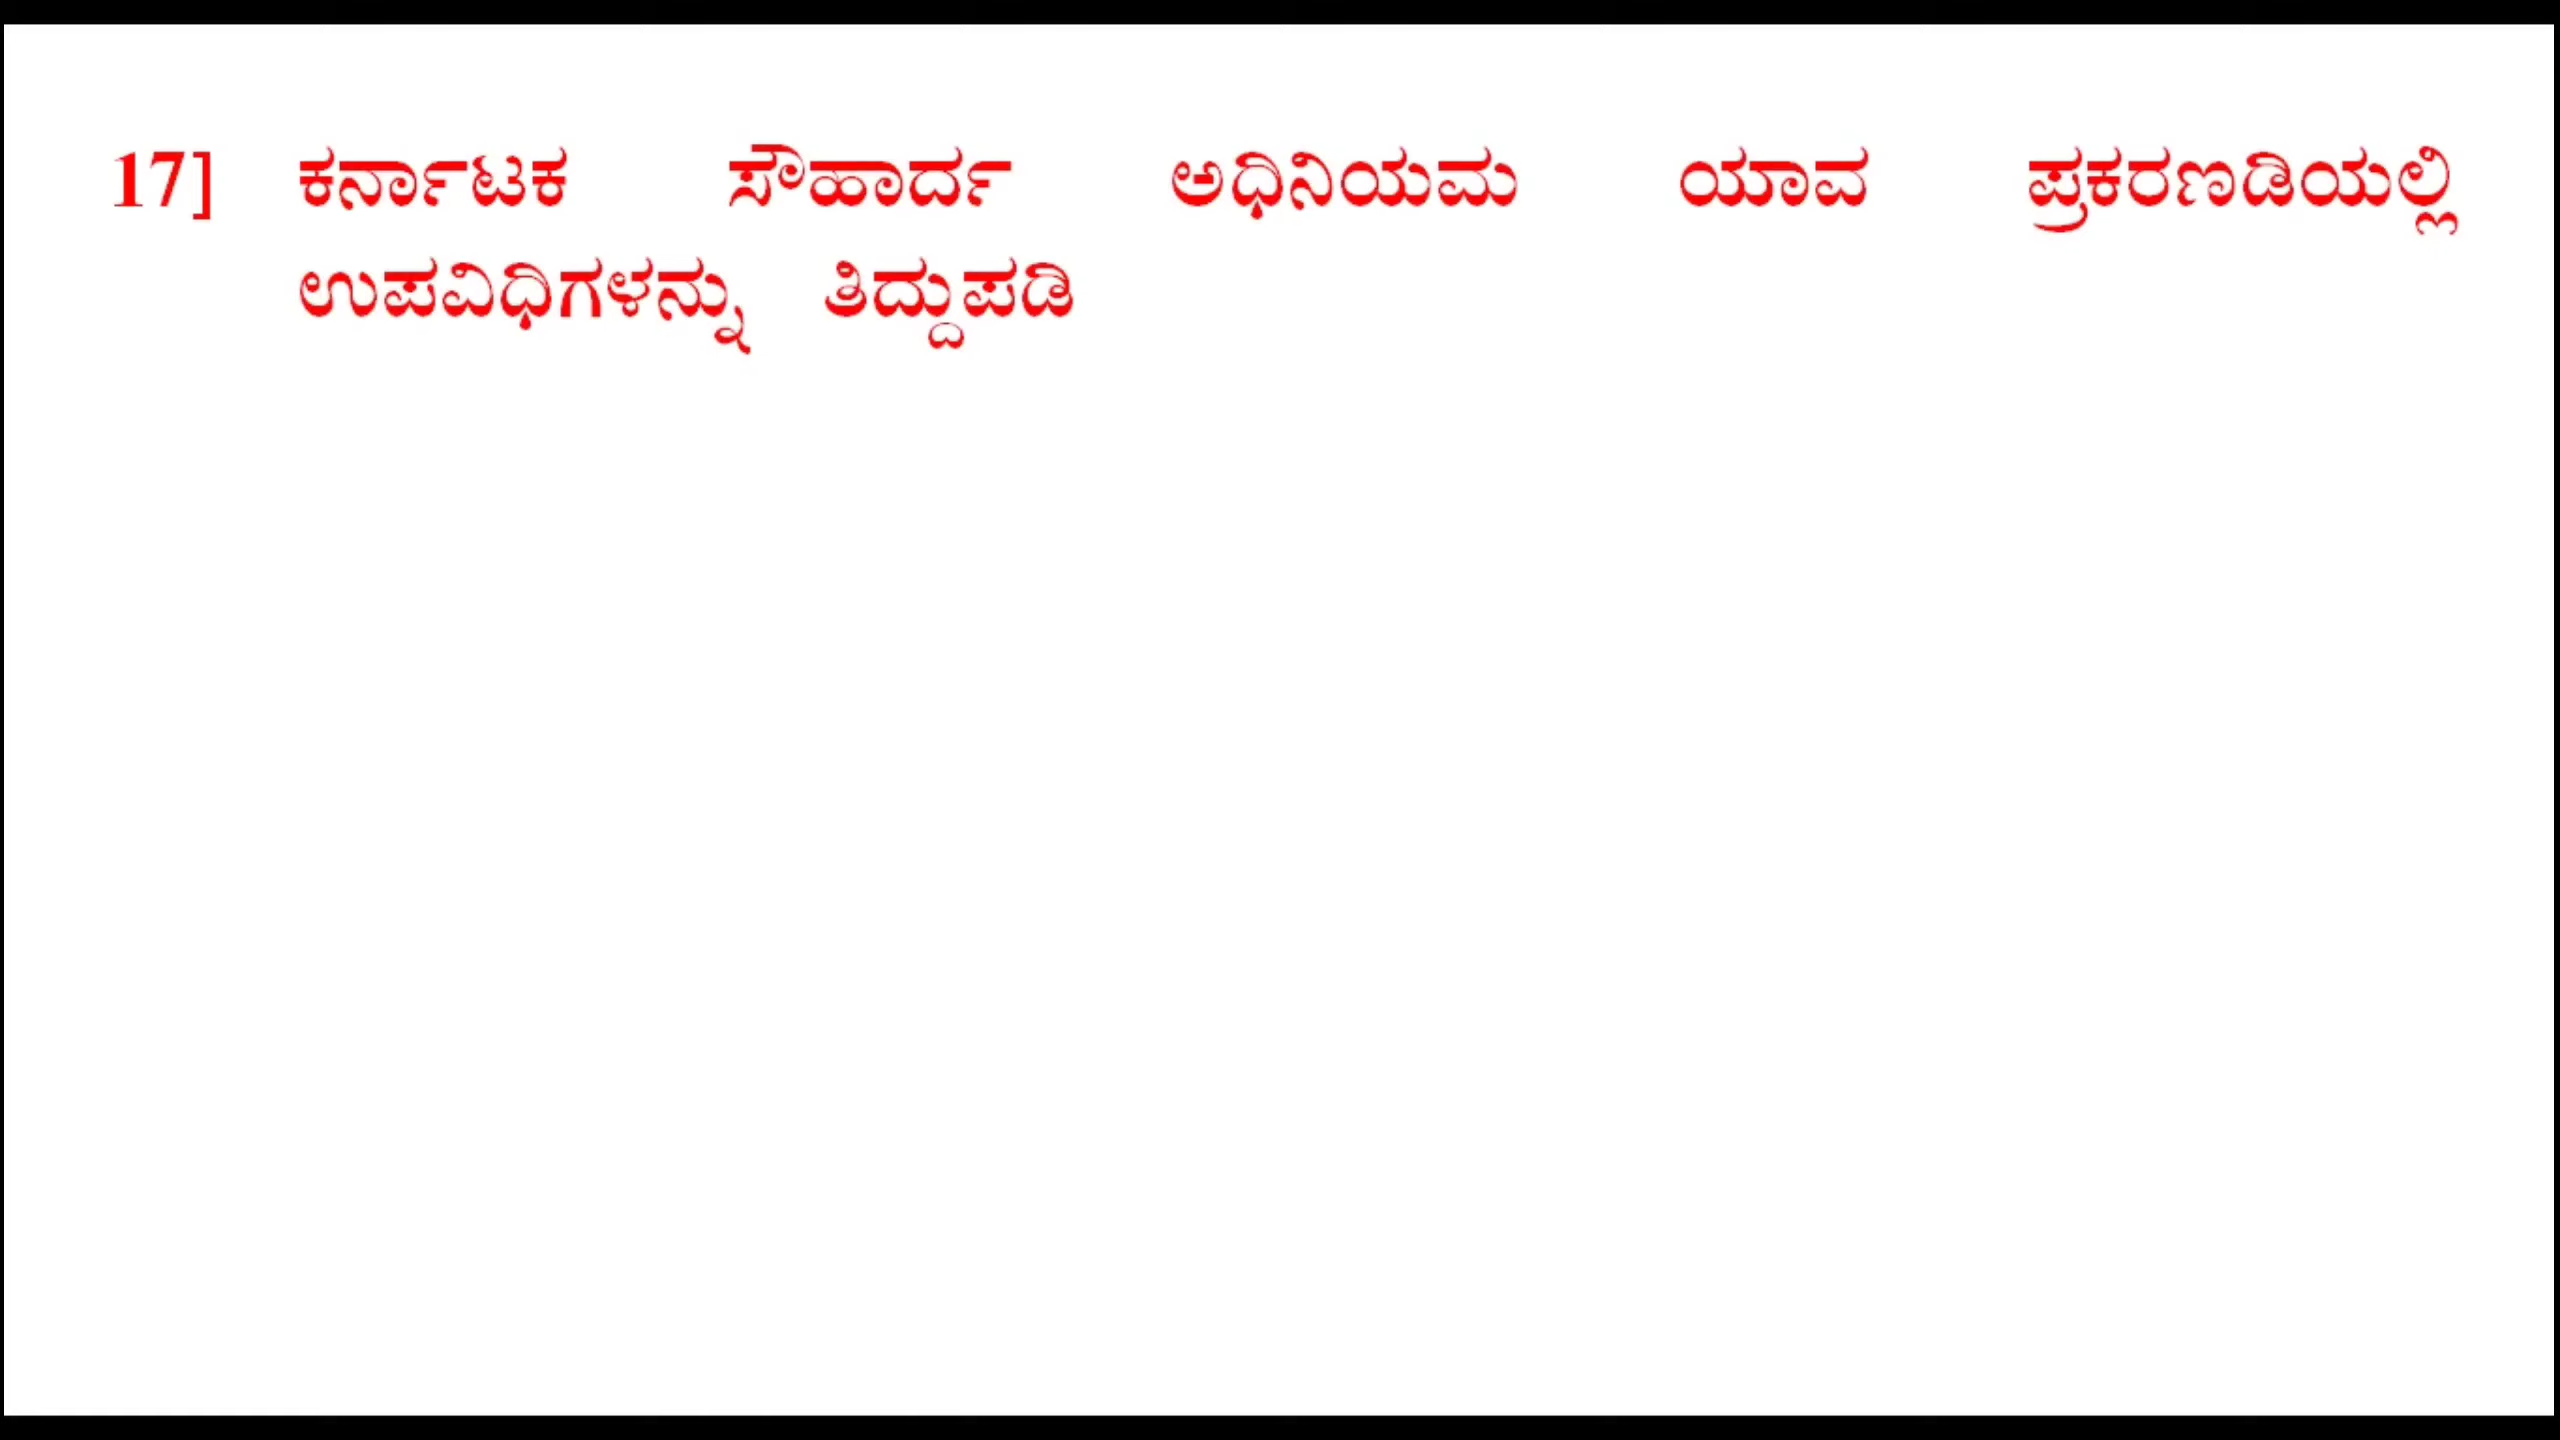 17] ಕರ್ನಾಟಕ ಸೌಹಾರ್ದ ಅಧಿನಿಯಮ ಯಾವ ಪ್ರಕರಣಡಿಯಲ್ಲಿ
ಉಪವಿಧಿಗಳನ್ನು ತಿದ್ದುಪಡಿ